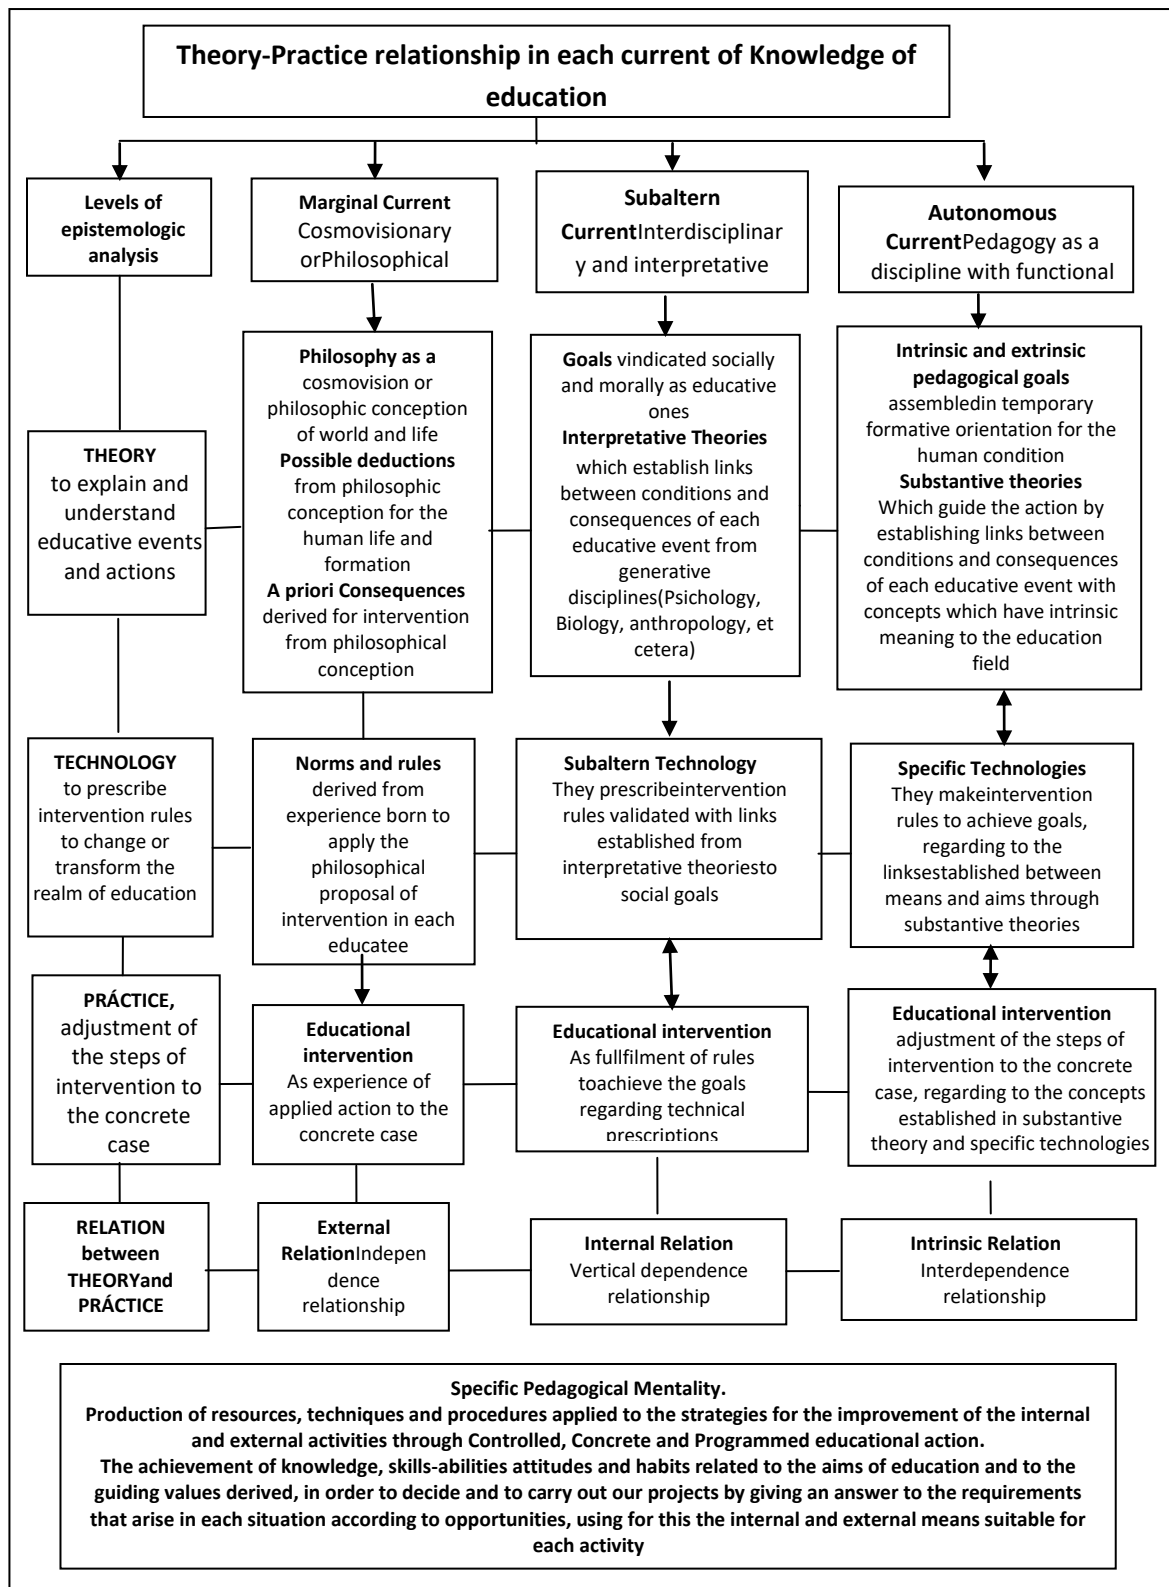 Theory-Practice relationship in each current of Knowledge of
education
Levels of
epistemologic
analysis
Marginal Current
Cosmovisionary
orPhilosophical
Subaltern
CurrentInterdisciplinar
y and interpretative
Autonomous
CurrentPedagogy as a
discipline with functional
THEORY
to explain and
understand
educative events
and actions
Philosophy as a
cosmovision or
philosophic conception
of world and life
Possible deductions
from philosophic
conception for the
human life and
formation
A priori Consequences
derived for intervention
from philosophical
conception
Goals vindicated socially
and morally as educative
ones
Interpretative Theories
which establish links
between conditions and
consequences of each
educative event from
generative
disciplines(Psichology,
Biology, anthropology, et
cetera)
Intrinsic and extrinsic
pedagogical goals
assembledin temporary
formative orientation for the
human condition
Substantive theories
Which guide the action by
establishing links between
conditions and consequences
of each educative event with
concepts which have intrinsic
meaning to the education
field
TECHNOLOGY
to prescribe
intervention rules
to change or
transform the
realm of education
Norms and rules
derived from
experience born to
apply the
philosophical
proposal of
intervention in each
educatee
Subaltern Technology
They prescribeintervention
rules validated with links
established from
interpretative theoriesto
social goals
Specific Technologies
They makeintervention
rules to achieve goals,
regarding to the
linksestablished between
means and aims through
substantive theories
PRÁCTICE,
adjustment of
the steps of
intervention to
the concrete
case
Educational
intervention
As experience of
applied action to the
concrete case
Educational intervention
As fullfilment of rules
toachieve the goals
regarding technical
prescriptions
Educational intervention
adjustment of the steps of
intervention to the concrete
case, regarding to the concepts
established in substantive
theory and specific technologies
RELATION
between
THEORYand
PRÁCTICE
External
RelationIndepen
dence
relationship
Internal Relation
Vertical dependence
relationship
Intrinsic Relation
Interdependence
relationship
Specific Pedagogical Mentality.
Production of resources, techniques and procedures applied to the strategies for the improvement of the internal
and external activities through Controlled, Concrete and Programmed educational action.
The achievement of knowledge, skills-abilities attitudes and habits related to the aims of education and to the
guiding values derived, in order to decide and to carry out our projects by giving an answer to the requirements
that arise in each situation according to opportunities, using for this the internal and external means suitable for
each activity